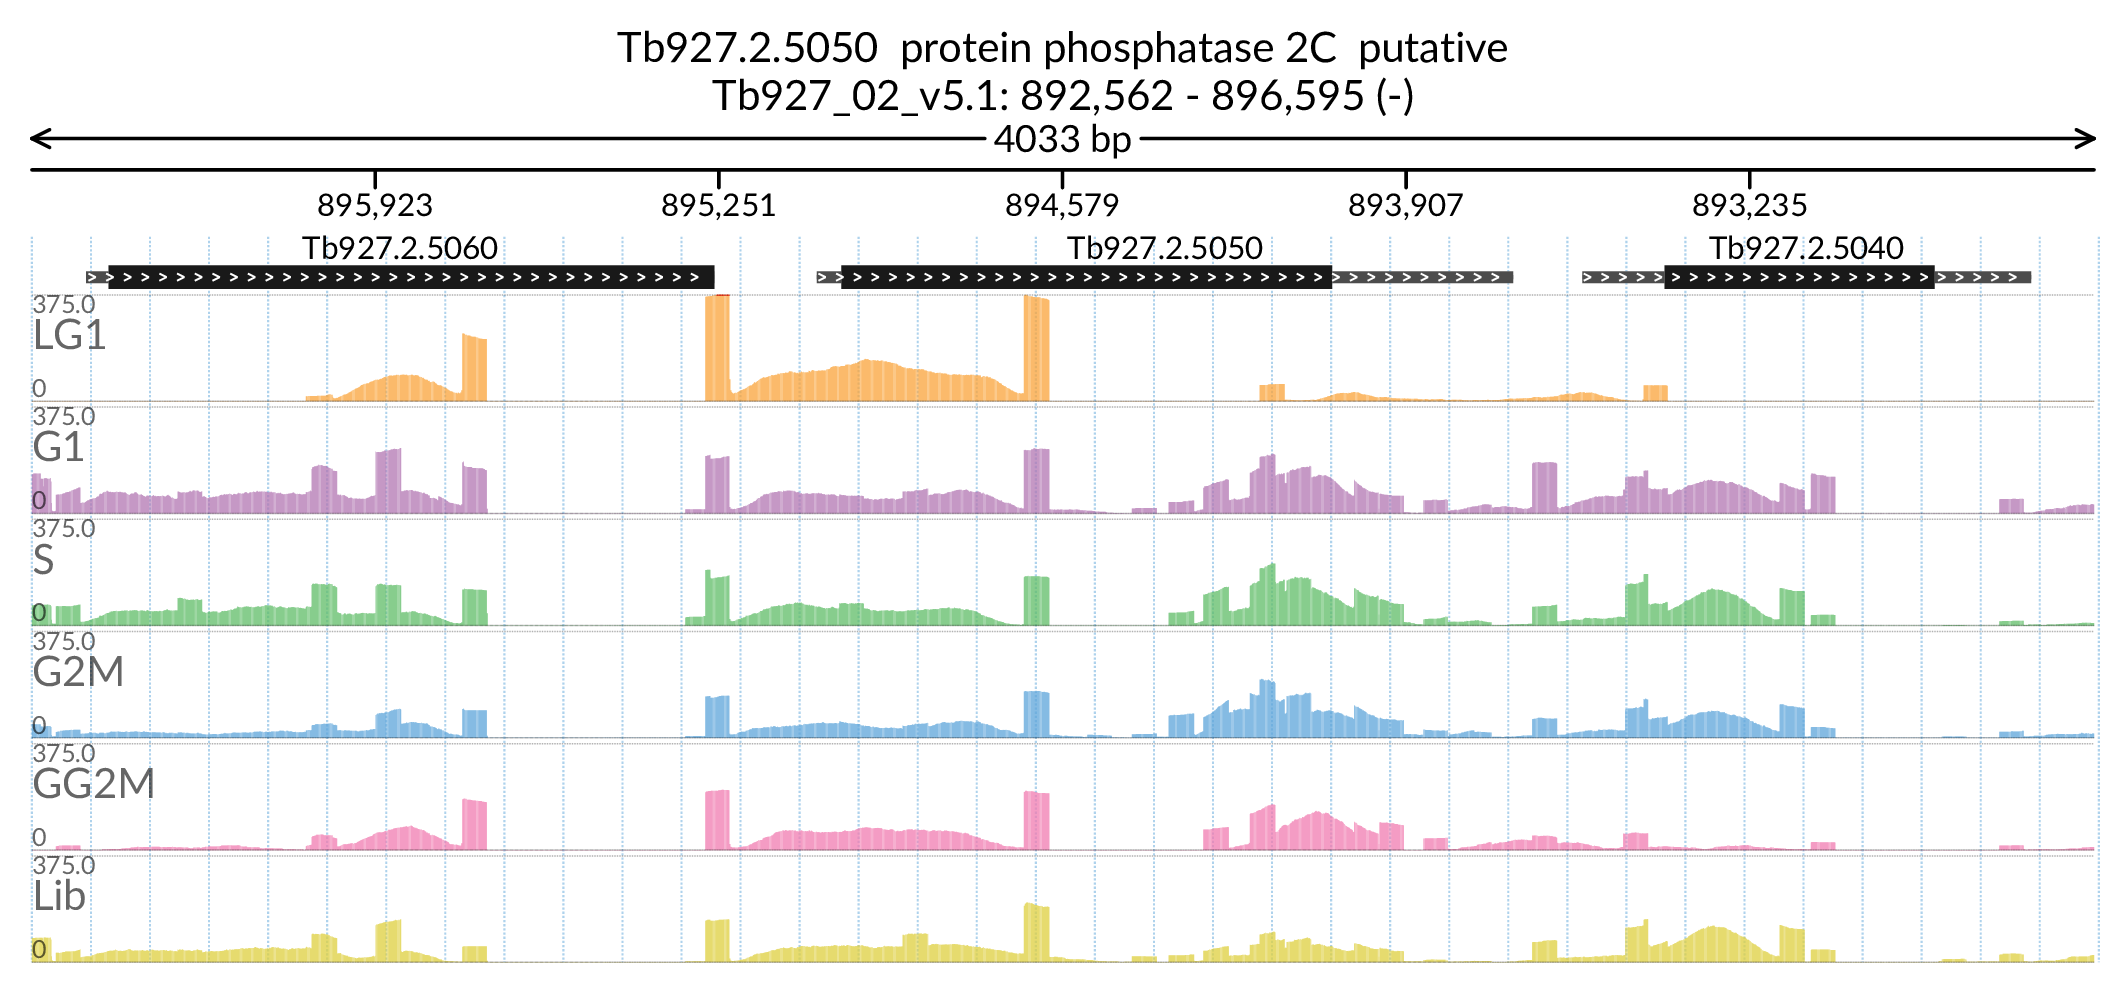 Tb927.2.5050 protein phosphatase 2C putative
Tb927_02_v5.1: 892,562 - 896,595 (-)
4033 bp
895,923 895,251 894,579 893,907 893,235
Tb927.2.5060 Tb927.2.5050 Tb927.2.5040
375.0
LG1
0
375.0
G1
0
375.0
S
0
375.0
G2M
0
375.0
GG2M
0
375.0
Lib
0